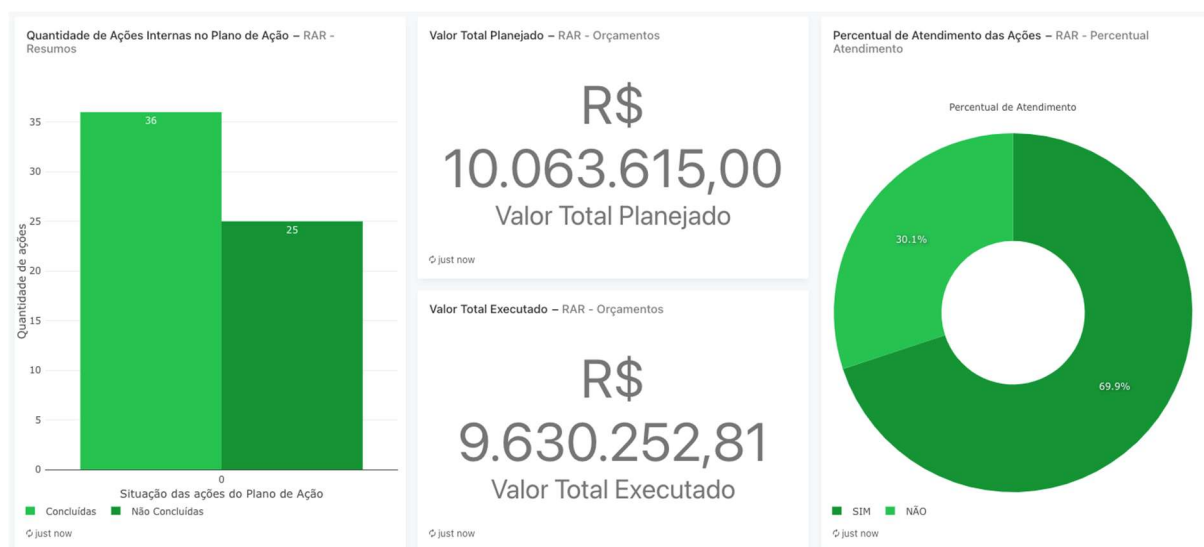 Quantidade de Ações Internas no Plano de Ação – RAR -
Resumos
35
30
25
20
15
10
5
0
Quantidade de ações
36
25
0
Situação das ações do Plano de Ação
Concluídas
Não Concluídas
just now
Valor Total Planejado – RAR - Orçamentos
R$
10.063.615,00
Valor Total Planejado
just now
Valor Total Executado – RAR - Orçamentos
R$
9.630.252,81
Valor Total Executado
just now
Percentual de Atendimento das Ações – RAR - Percentual
Atendimento
Percentual de Atendimento
30.1%
69.9%
SIM
NÃO
just now